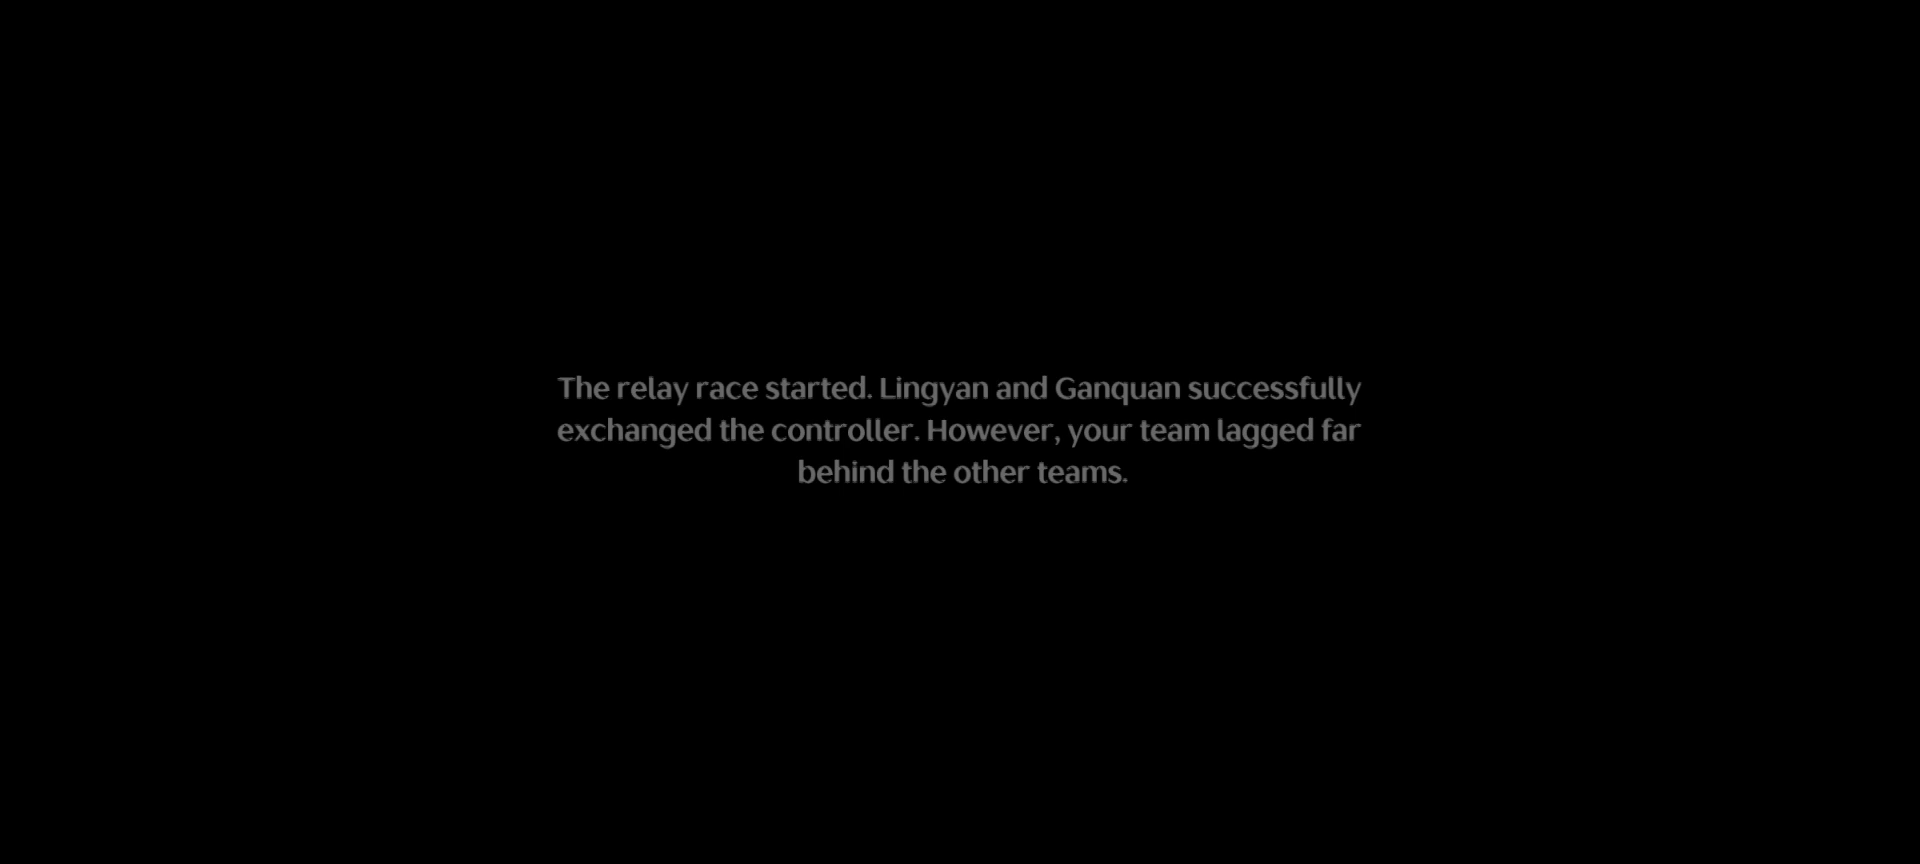 The relay race started. Lingyan and Ganquan successfully
exchanged the controller. However, your team lagged far
behind the other teams.